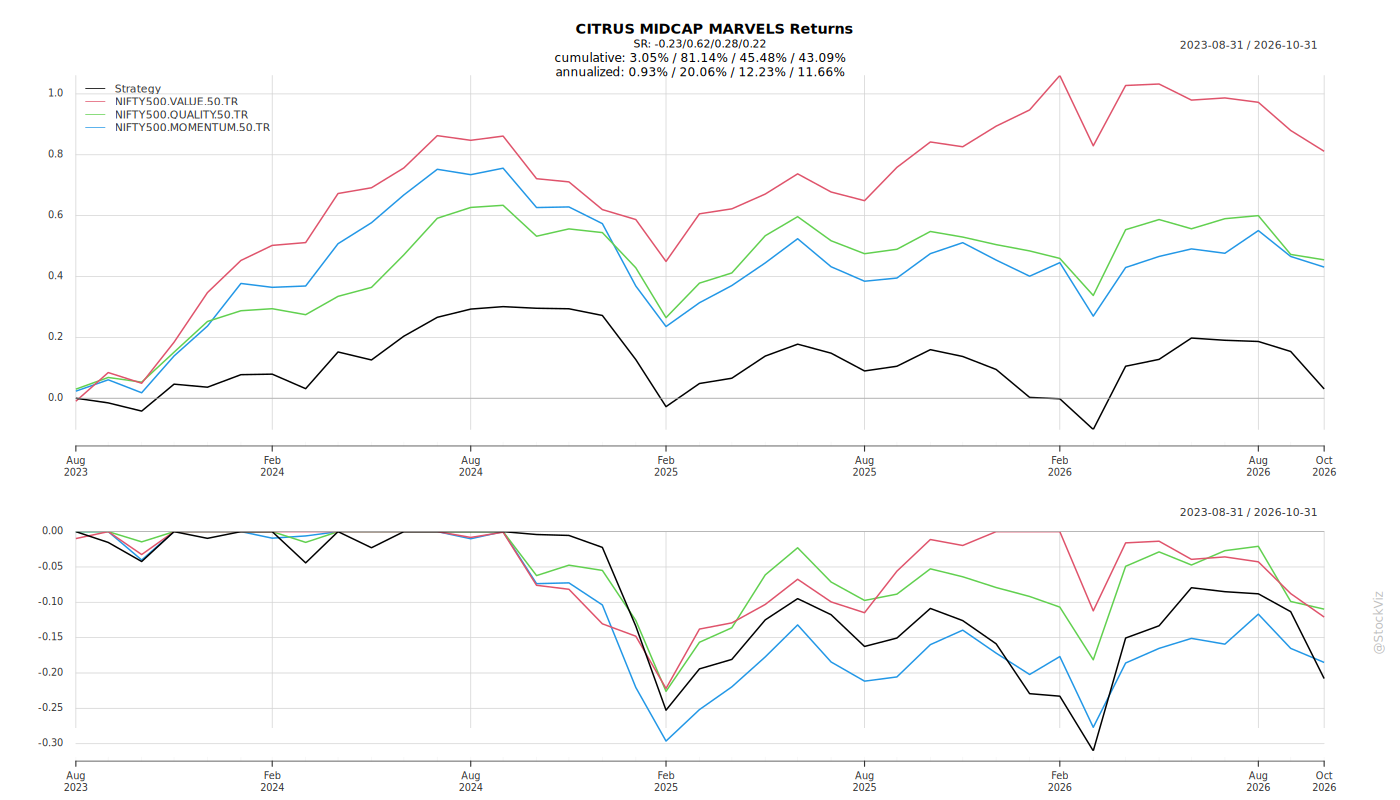 CITRUS MIDCAP MARVELS Returns
SR: -0.23/0.62/0.28/0.22
cumulative: 3.05% / 81.14% / 45.48% / 43.09%
annualized: 0.93% / 20.06% / 12.23% / 11.66%
2023-08-31 / 2026-10-31
Strategy
NIFTY500.VALUE.50.TR
NIFTY500.QUALITY.50.TR
NIFTY500.MOMENTUM.50.TR
1.0
0.8
0.6
0.4
0.2
0.0
Aug Feb Aug Feb Aug Feb Aug Oct
2023 2024 2024 2025 2025 2026 2026 2026
2023-08-31 / 2026-10-31
0.00
-0.05
-0.10
-0.15
-0.20
-0.25
-0.30
Aug Feb Aug Feb Aug Feb Aug Oct
2023 2024 2024 2025 2025 2026 2026 2026
@StockViz